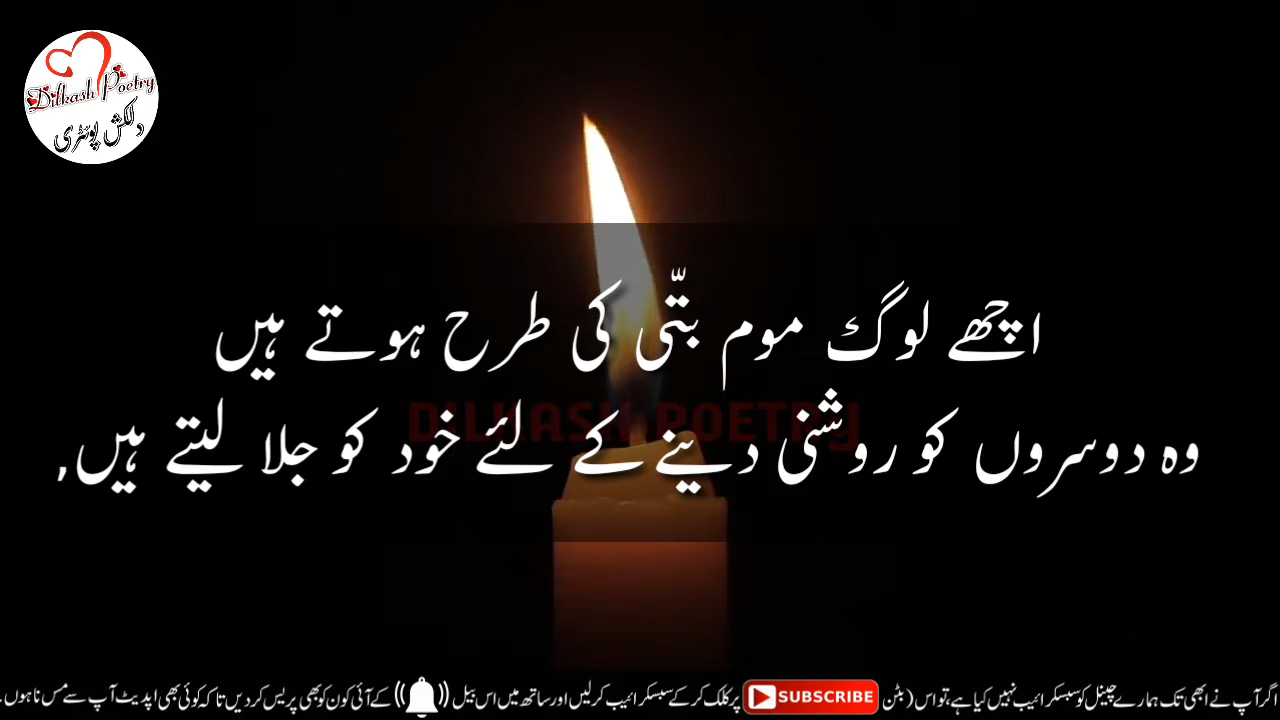 Dilkash Poetry
دلکش پوئٹری
اچھے لوگ موم بتّی کی طرح ہوتے ہیں
DILKASH POETRY
وہ دوسروں کو روشنی دینے کے لئے خود کو جلا لیتے ہیں,
اگر آپ نے ابھی تک ہمارے چینل کو سبسکرائیب نہیں کیا ہے، تو اس ( بٹن SUBSCRIBE پر کلک کر کے سبسکرائیب کر لیں اور ساتھ میں اس بیل (( )) کے آئی کون کو بھی پریس کر دیں تا کہ کوئی بھی اپڈیٹ آپ سے مس نا ہوں۔